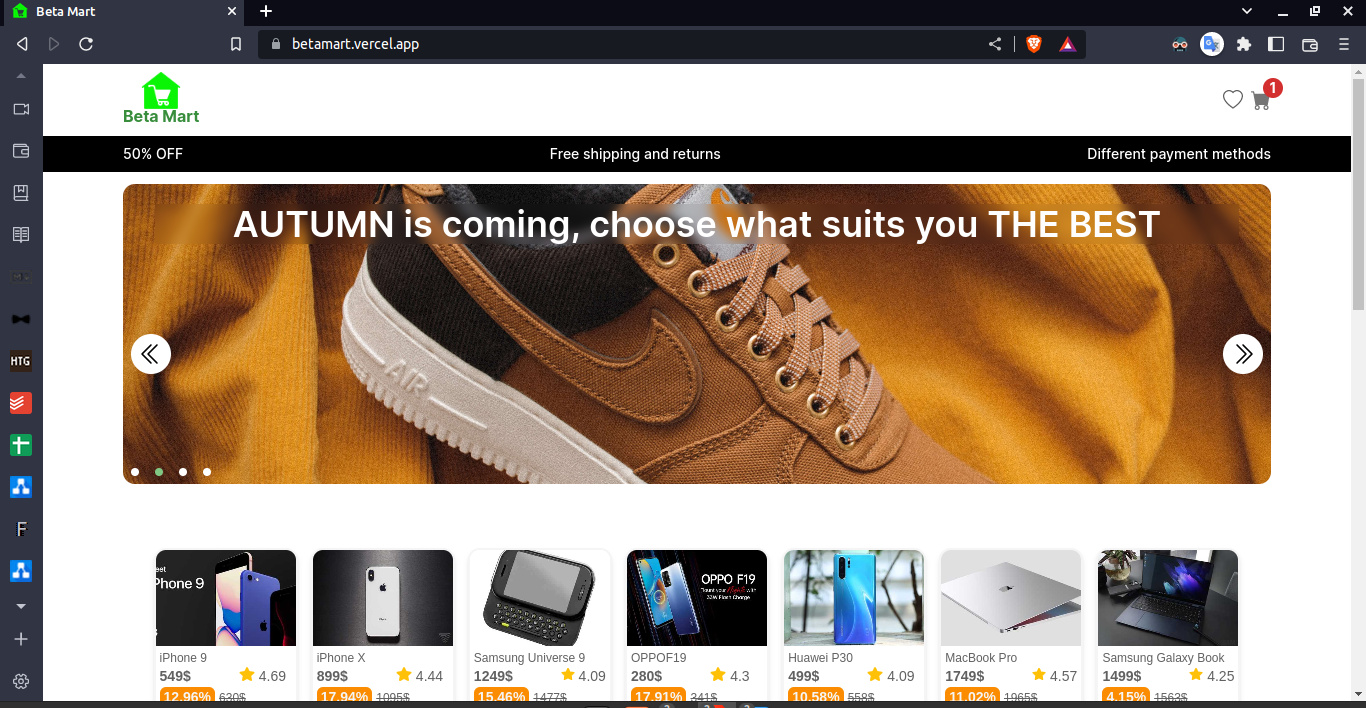 Beta Mart
betamart.vercel.app
Beta Mart
1
50% OFF
Free shipping and returns
Different payment methods
AUTUMN is coming, choose what suits you THE BEST
AIR
HTG
F
Phone 9
OPPO F19
iPhone 9
549$ 4.69
12.96% 630$
iPhone X
899$ 4.44
17.94% 1095$
Samsung Universe 9
1249$ 4.09
15.46% 1477$
OPPOF19
280$ 4.3
17.91% 341$
Huawei P30
499$ 4.09
10.58% 558$
MacBook Pro
1749$ 4.57
11.02% 1965$
Samsung Galaxy Book
1499$ 4.25
4.15% 1563$